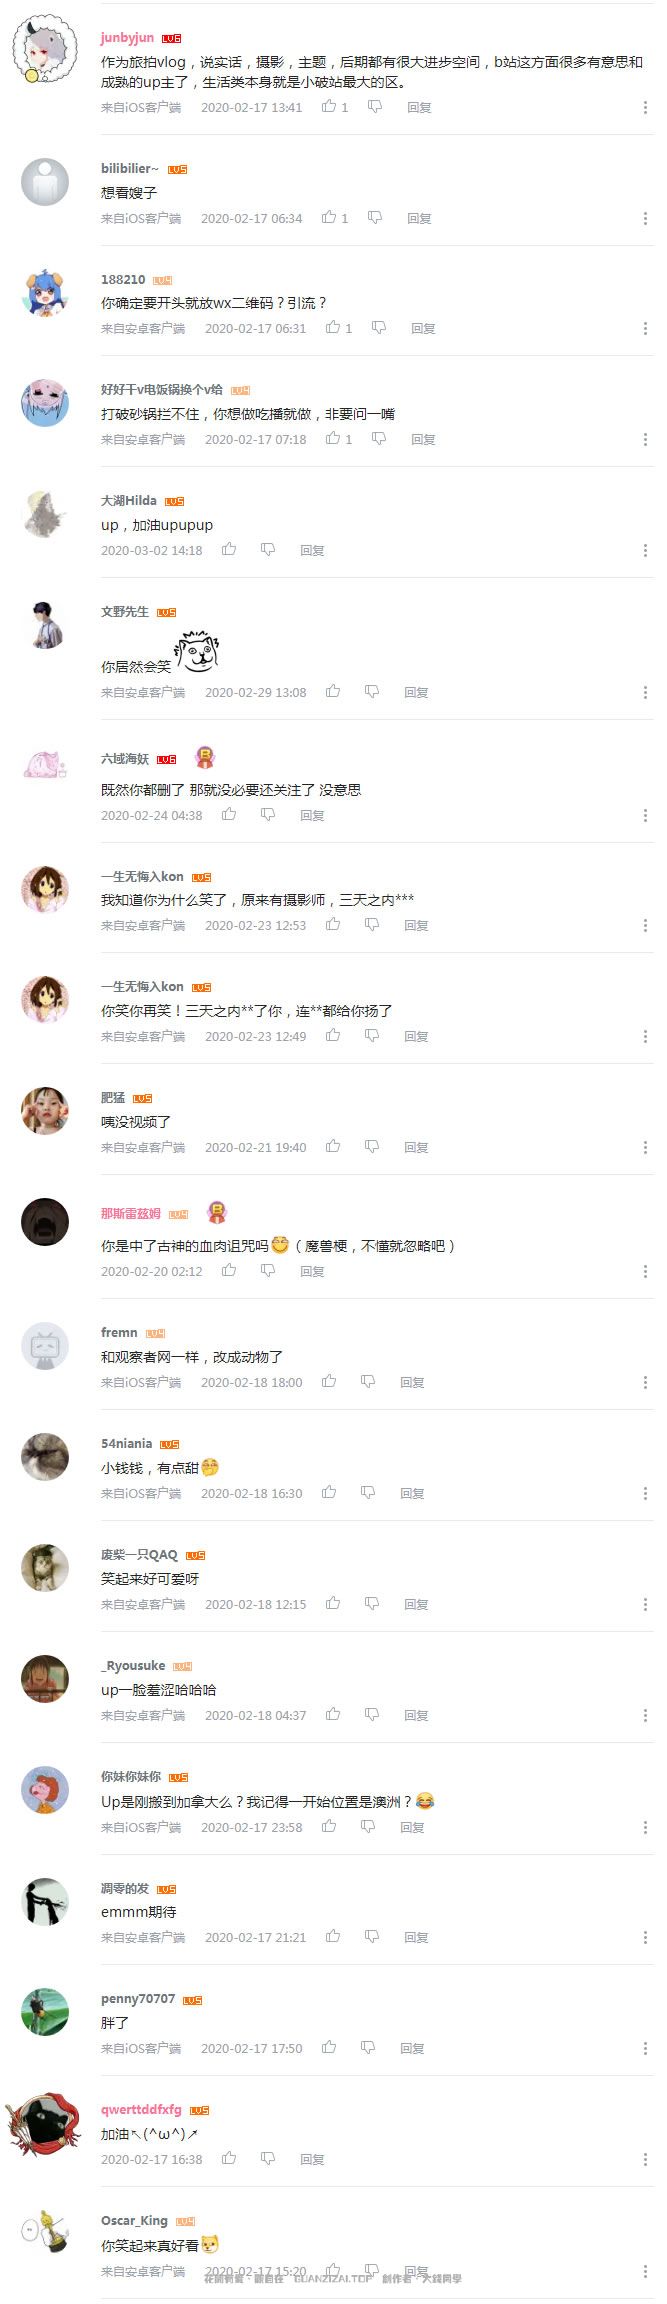 junbyjun LV6
作为旅拍vlog，说实话，摄影，主题，后期都有很大进步空间，b站这方面很多有意思和
成熟的up主了，生活类本身就是小破站最大的区。
来自iOS客户端 2020-02-17 13:41 1 回复
bilibilier~ LV5
想看嫂子
来自iOS客户端 2020-02-17 06:34 1 回复
188210 LV4
你确定要开头就放wx二维码？引流？
来自安卓客户端 2020-02-17 06:31 1 回复
好好干v电饭锅换个v给 LV4
打破砂锅拦不住，你想做吃播就做，非要问一嘴
来自安卓客户端 2020-02-17 07:18 1 回复
大湖Hilda LV5
up，加油upupup
2020-03-02 14:18 回复
文野先生 LV5
你居然会笑
来自安卓客户端 2020-02-29 13:08 回复
六域海妖 LV6
既然你都删了 那就没必要还关注了 没意思
2020-02-24 04:38 回复
一生无悔入kon LV5
我知道你为什么笑了，原来有摄影师，三天之内***
来自安卓客户端 2020-02-23 12:53 回复
一生无悔入kon LV5
你笑你再笑！三天之内**了你，连**都给你扬了
来自安卓客户端 2020-02-23 12:49 回复
肥猛 LV5
咦没视频了
来自安卓客户端 2020-02-21 19:40 回复
那斯雷兹姆 LV4
你是中了古神的血肉诅咒吗（魔兽梗，不懂就忽略吧）
2020-02-20 02:12 回复
fremn LV4
和观察者网一样，改成动物了
来自iOS客户端 2020-02-18 18:00 回复
54niania LV5
小钱钱，有点甜
来自iOS客户端 2020-02-18 16:30 回复
废柴一只QAQ LV5
笑起来好可爱呀
来自安卓客户端 2020-02-18 12:15 回复
_Ryousuke LV4
up一脸羞涩哈哈哈
来自安卓客户端 2020-02-18 04:37 回复
你妹你妹你 LV5
Up是刚搬到加拿大么？我记得一开始位置是澳洲？
来自iOS客户端 2020-02-17 23:58 回复
凋零的发 LV5
emmm期待
来自安卓客户端 2020-02-17 21:21 回复
penny70707 LV5
胖了
来自iOS客户端 2020-02-17 17:50 回复
qwerttddfxfg LV5
加油↖(^ω^)↗
2020-02-17 16:38 回复
Oscar_King LV4
你笑起来真好看
来自安卓客户端 2020-02-17 15:20 回复
GUANZIZAI.TOP